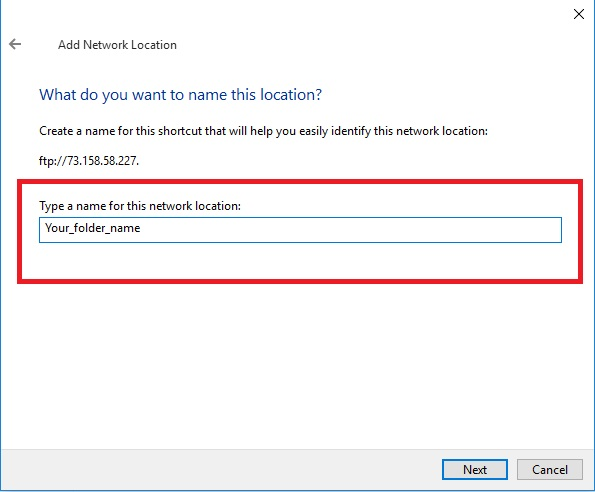 Add Network Location
What do you want to name this location?
Create a name for this shortcut that will help you easily identify this network location:
ftp://73.158.58.227.
Type a name for this network location:
Your_folder_name
Next
Cancel